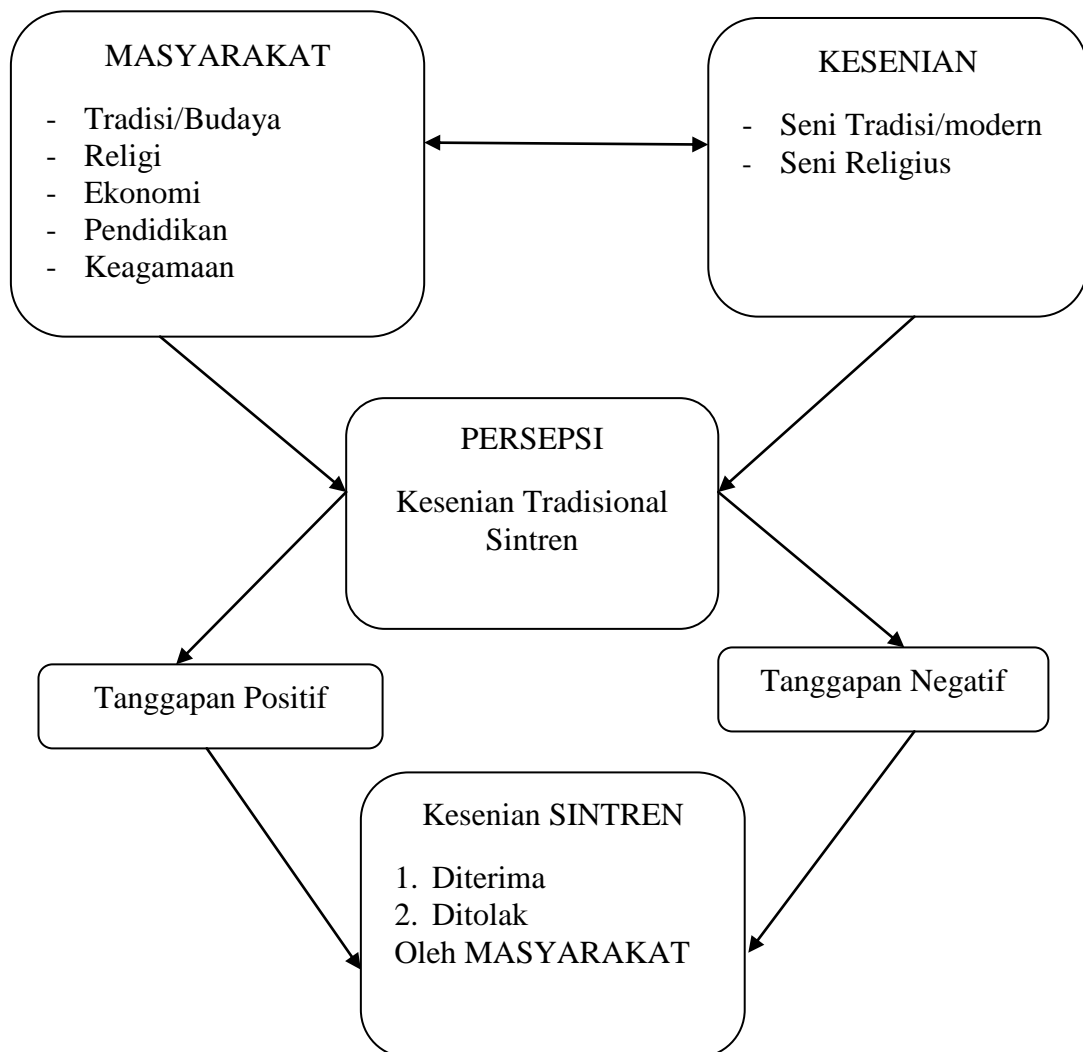 MASYARAKAT
- Tradisi/Budaya
- Religi
- Ekonomi
- Pendidikan
- Keagamaan
KESENIAN
- Seni Tradisi/modern
- Seni Religius
PERSEPSI
Kesenian Tradisional
Sintren
Tanggapan Positif
Tanggapan Negatif
Kesenian SINTREN
1. Diterima
2. Ditolak
Oleh MASYARAKAT